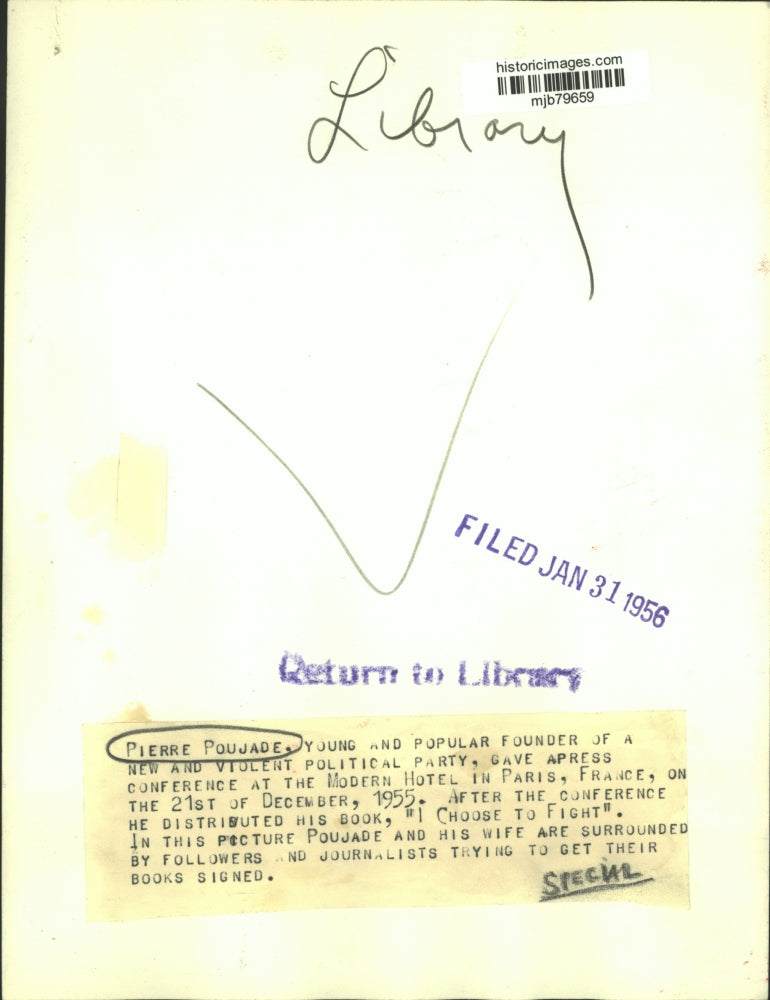 historicimages.com
mjb79659
Library
FILED JAN 31 1956
Return to Library
PIERRE POUJADE, YOUNG AND POPULAR FOUNDER OF A
NEW AND VIOLENT POLITICAL PARTY, GAVE APRESS
CONFERENCE AT THE MODERN HOTEL IN PARIS, FRANCE, ON
THE 21ST OF DECEMBER, 1955. AFTER THE CONFERENCE
HE DISTRIBUTED HIS BOOK, "I CHOOSE TO FIGHT".
IN THIS PICTURE POUJADE AND HIS WIFE ARE SURROUNDED
BY FOLLOWERS AND JOURNALISTS TRYING TO GET THEIR
BOOKS SIGNED.
SPECIAL